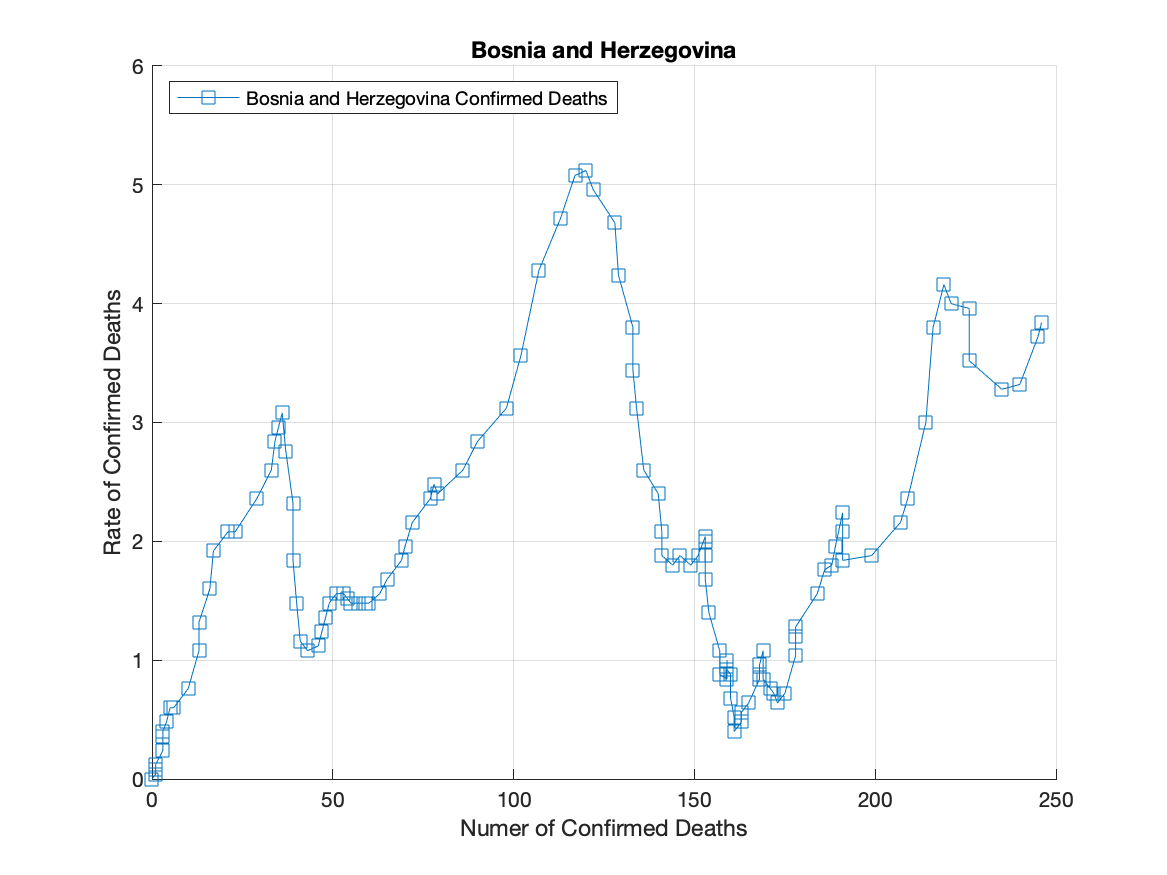 Bosnia and Herzegovina
Bosnia and Herzegovina Confirmed Deaths
Rate of Confirmed Deaths
6
5
4
3
2
1
0
0 50 100 150 200 250
Numer of Confirmed Deaths